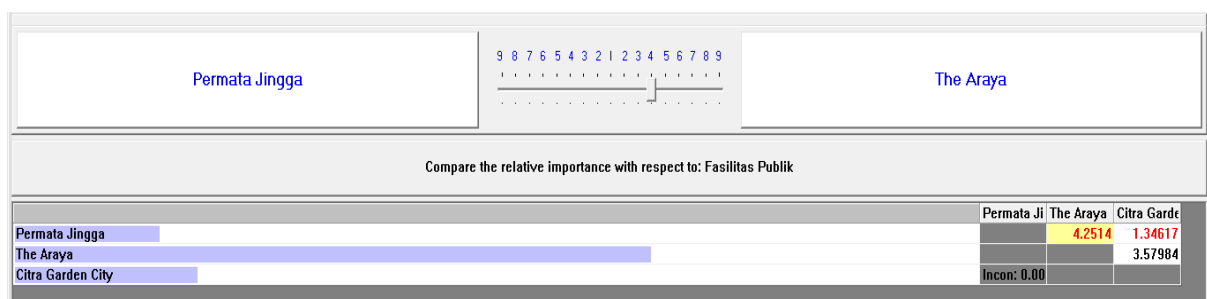 9 8 7 6 5 4 3 2 1 2 3 4 5 6 7 8 9
Permata Jingga
The Araya
Compare the relative importance with respect to: Fasilitas Publik
Permata Ji The Araya Citra Garde
Permata Jingga 4.2514 1.34617
The Araya 3.57984
Citra Garden City Incon: 0.00